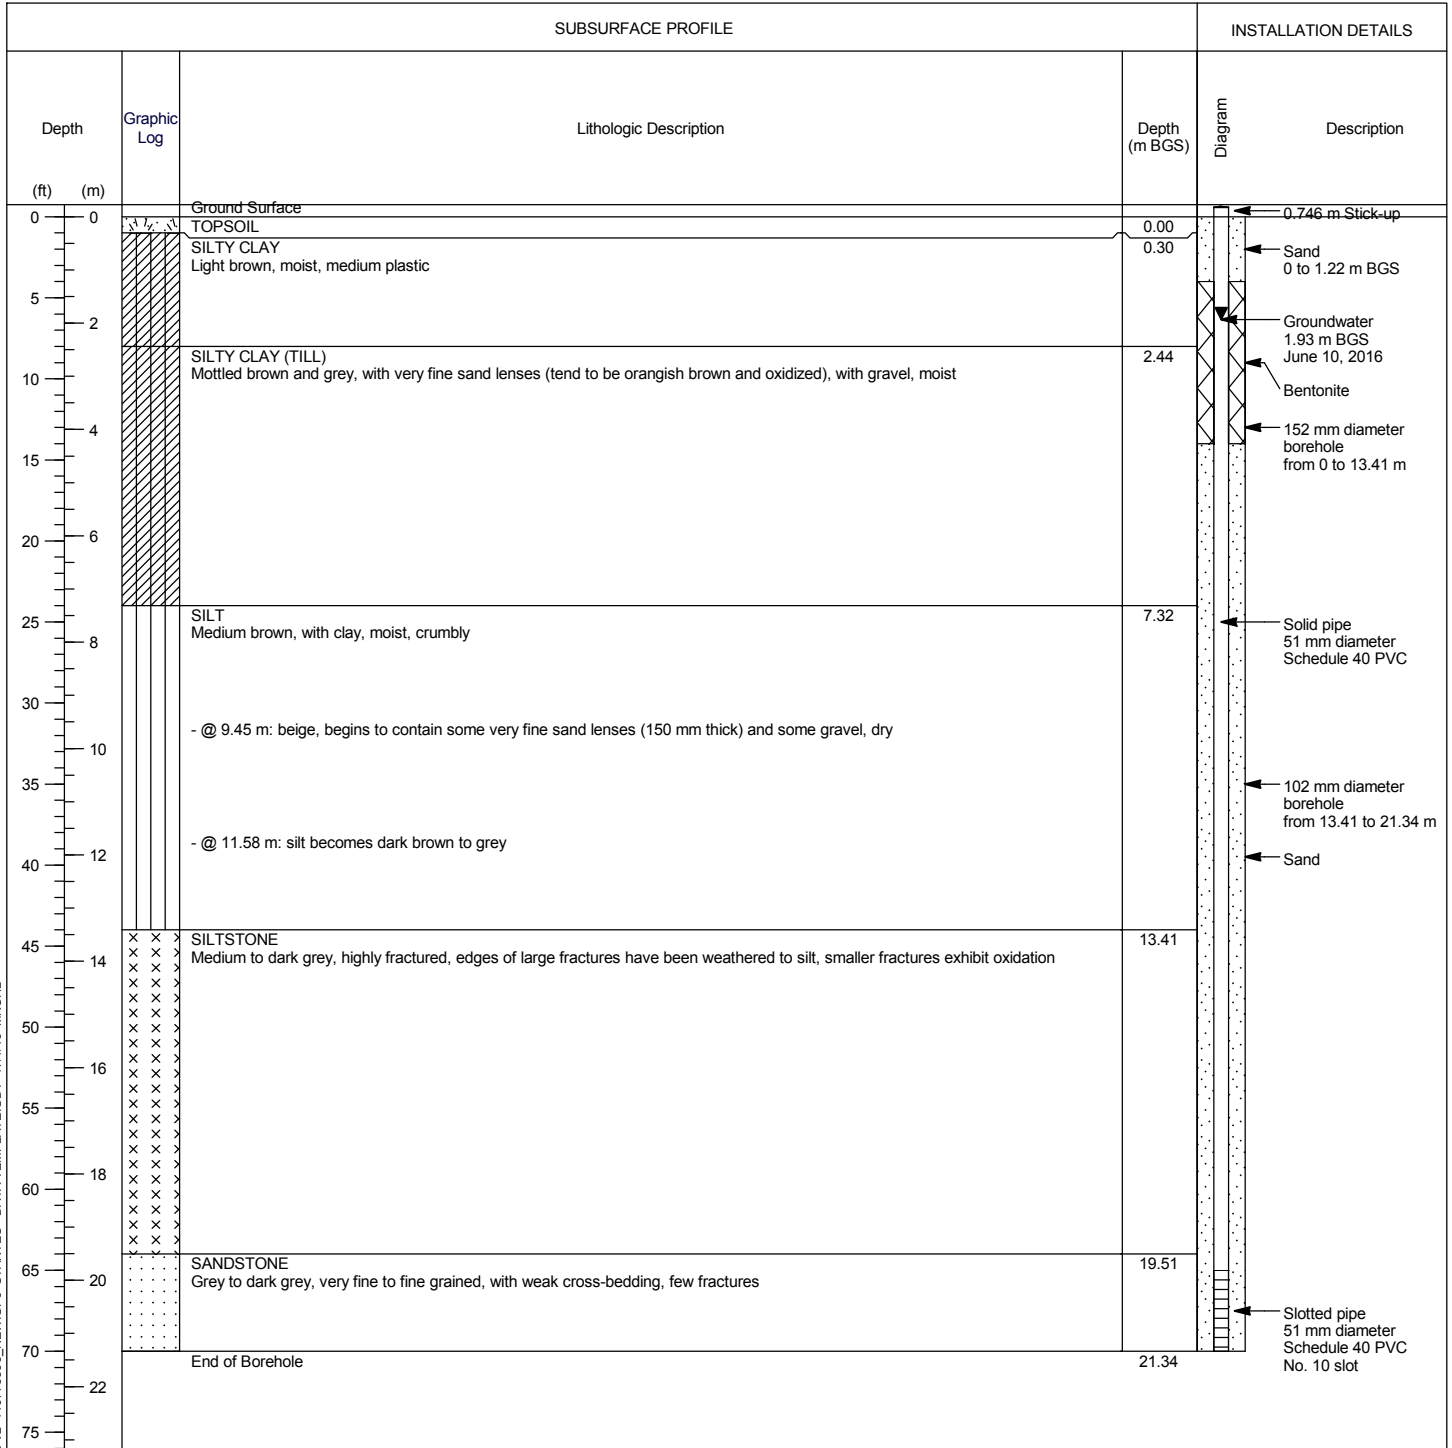 SUBSURFACE PROFILE
INSTALLATION DETAILS
Depth
Graphic
Log
Lithologic Description
Depth
(m BGS)
Diagram
Description
(ft) (m)
Ground Surface
0 0
TOPSOIL
0.00
0.746 m Stick-up
SILTY CLAY
0.30
Light brown, moist, medium plastic
Sand
0 to 1.22 m BGS
5
2
Groundwater
1.93 m BGS
June 10, 2016
SILTY CLAY (TILL)
2.44
Mottled brown and grey, with very fine sand lenses (tend to be orangish brown and oxidized), with gravel, moist
10
Bentonite
4
152 mm diameter
borehole
from 0 to 13.41 m
15
6
20
SILT
7.32
Medium brown, with clay, moist, crumbly
25
8
Solid pipe
51 mm diameter
Schedule 40 PVC
30
- @ 9.45 m: beige, begins to contain some very fine sand lenses (150 mm thick) and some gravel, dry
10
35
102 mm diameter
borehole
from 13.41 to 21.34 m
- @ 11.58 m: silt becomes dark brown to grey
12
40
Sand
SILTSTONE
13.41
45
Medium to dark grey, highly fractured, edges of large fractures have been weathered to silt, smaller fractures exhibit oxidation
14
50
16
55
18
60
SANDSTONE
19.51
65
20
Grey to dark grey, very fine to fine grained, with weak cross-bedding, few fractures
Slotted pipe
51 mm diameter
Schedule 40 PVC
No. 10 slot
70
End of Borehole
21.34
22
75